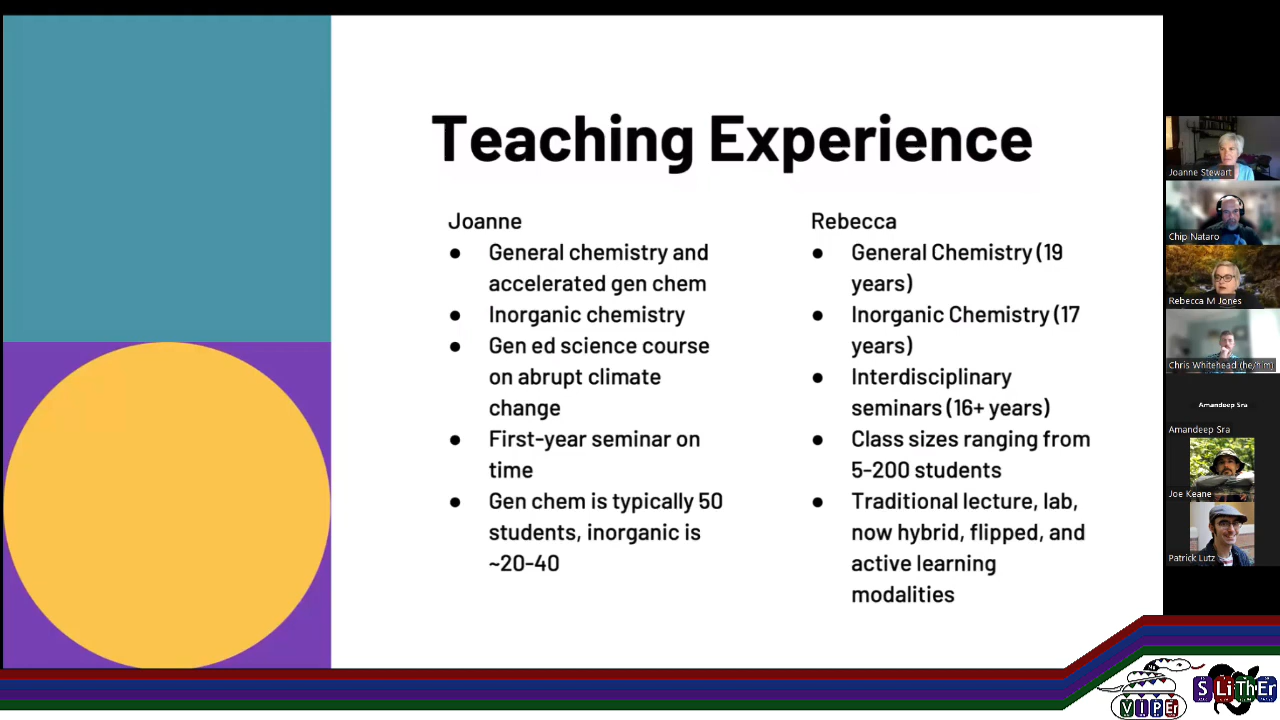 Teaching Experience
Joanne
● General chemistry and
accelerated gen chem
● Inorganic chemistry
● Gen ed science course
on abrupt climate
change
● First-year seminar on
time
● Gen chem is typically 50
students, inorganic is
~20-40
Rebecca
● General Chemistry (19
years)
● Inorganic Chemistry (17
years)
● Interdisciplinary
seminars (16+ years)
● Class sizes ranging from
5-200 students
● Traditional lecture, lab,
now hybrid, flipped, and
active learning
modalities
Joanne Stewart
Chip Nataro
Rebecca M Jones
Chris Whitehead (he/him)
Amandeep Sra
Amandeep Sra
Joe Keane
Patrick Lutz
VIPEr
SLiThEr